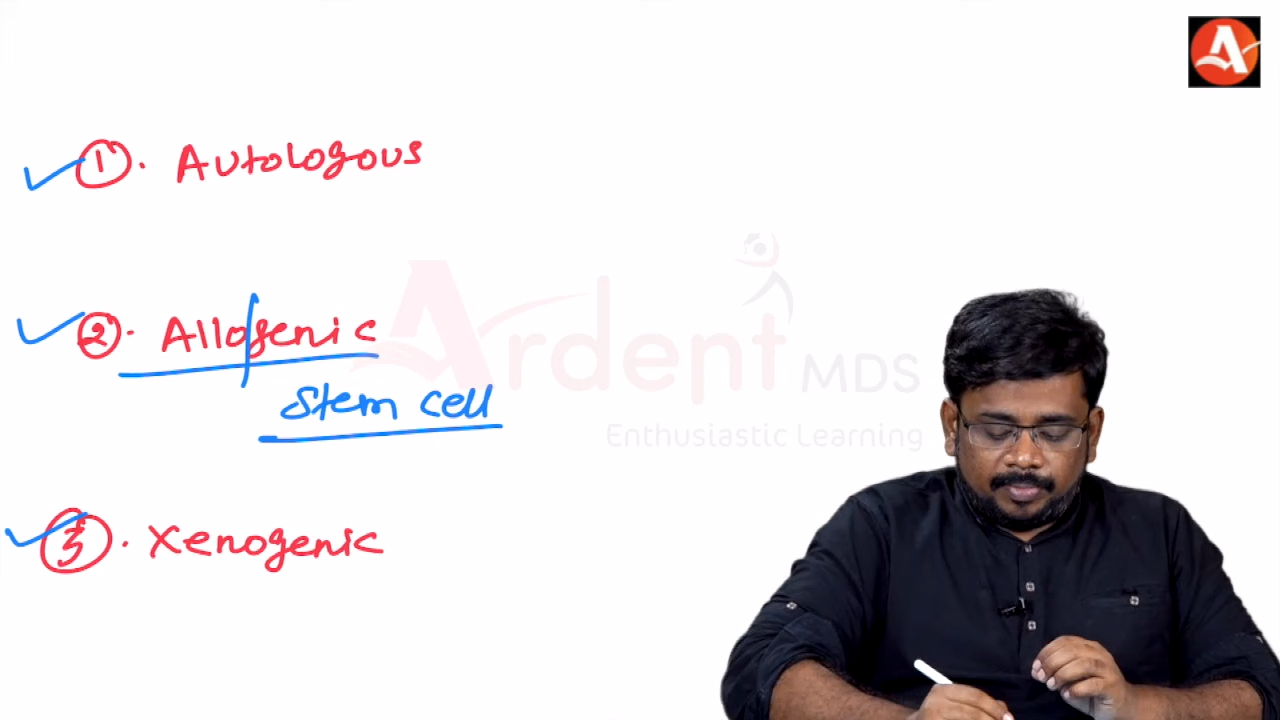 1. Autologous
2. Allogenic
Stem cell
3. Xenogenic
Ardent MDS
Enthusiastic Learning